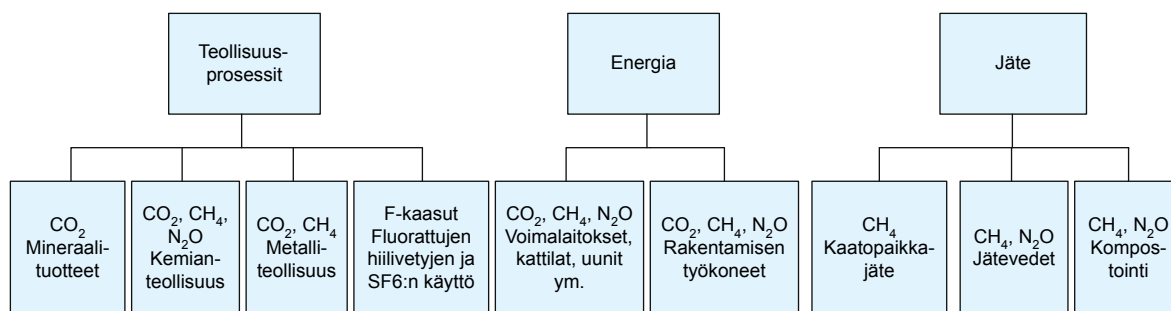 Teollisuus-
prosessit
Energia
Jäte
CO₂
Mineraali-
tuotteet
CO₂, CH₄,
N₂O
Kemian-
teollisuus
CO₂, CH₄
Metalli-
teollisuus
F-kaasut
Fluorattujen
hiilivetyjen ja
SF6:n käyttö
CO₂, CH₄, N₂O
Voimalaitokset,
kattilat, uunit
ym.
CO₂, CH₄, N₂O
Rakentamisen
työkoneet
CH₄
Kaatopaikka-
jäte
CH₄, N₂O
Jätevedet
CH₄, N₂O
Kompos-
tointi